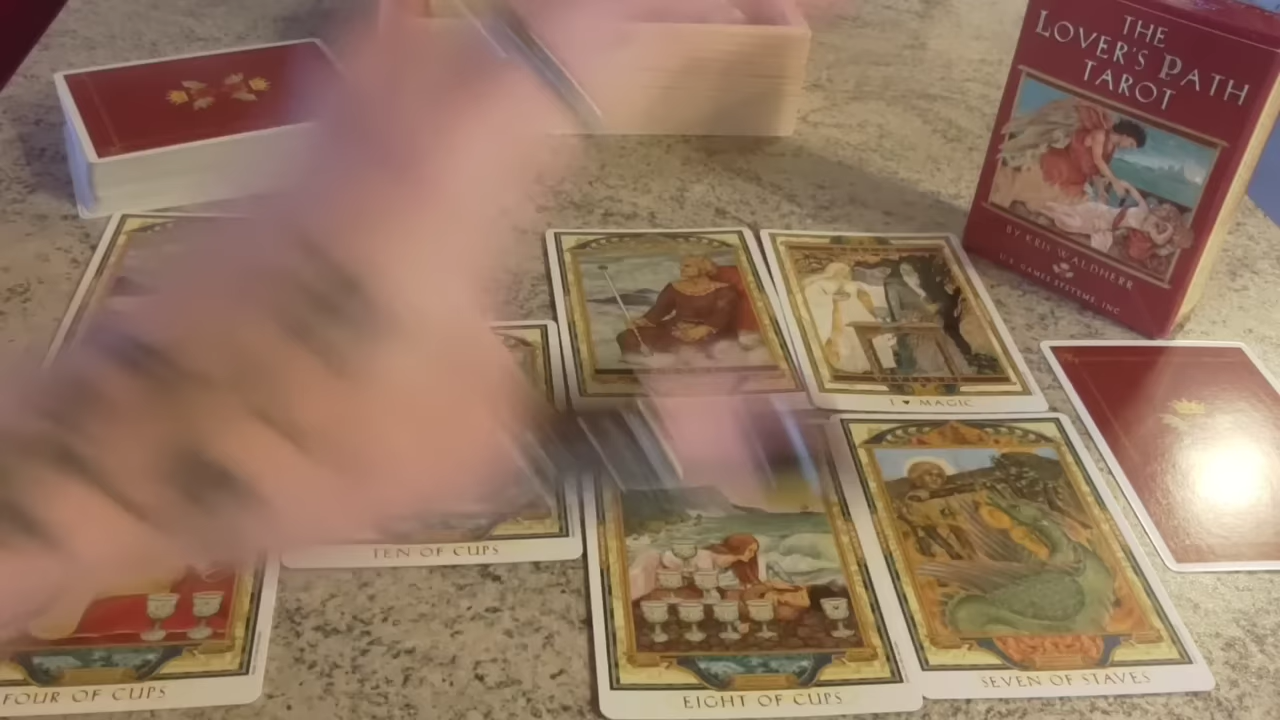 THE
LOVER'S PATH
TAROT
BY KRIS WALDHERR
U.S. GAMES SYSTEMS, INC
I ♥ MAGIC
TEN OF CUPS
FOUR OF CUPS
EIGHT OF CUPS
SEVEN OF STAVES